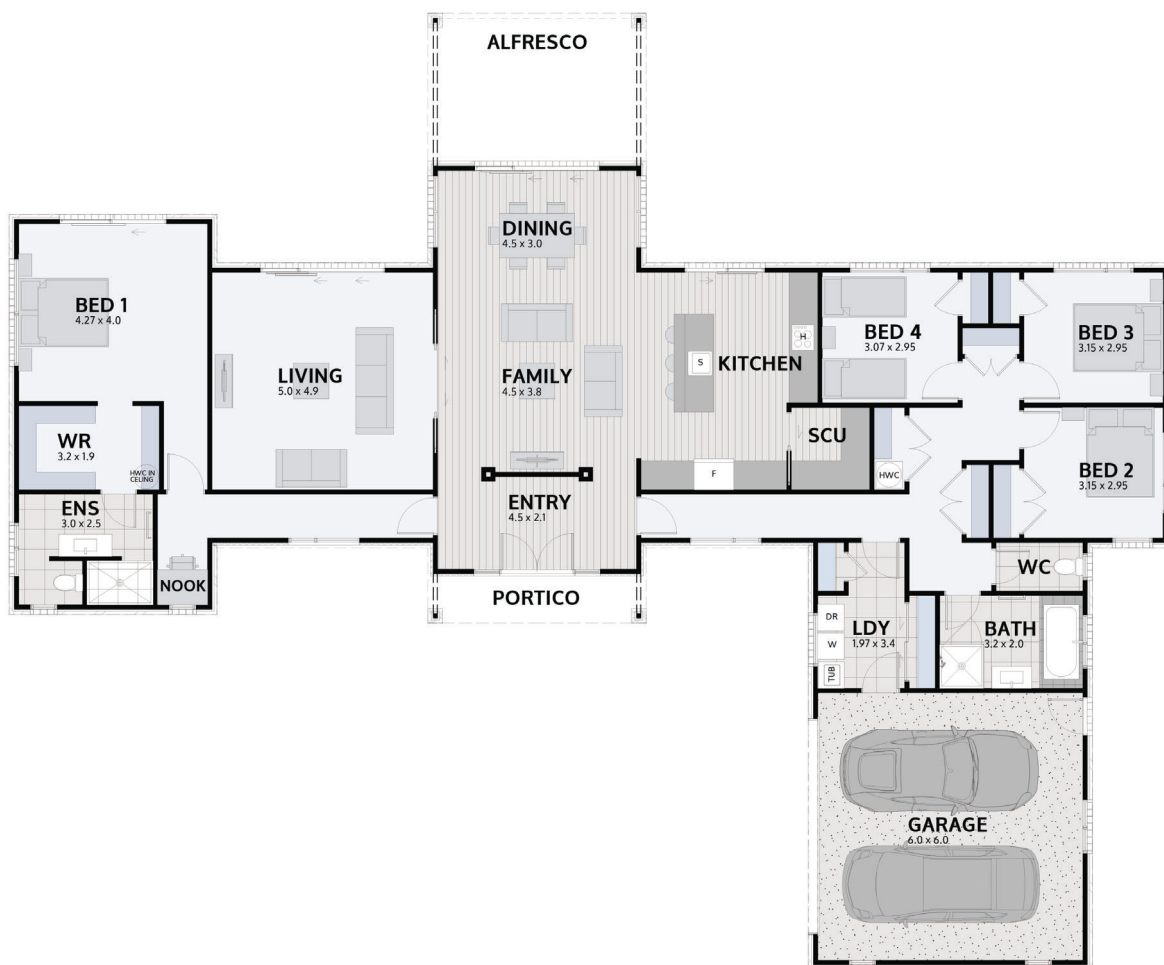 ALFRESCO
DINING
4.5 x 3.0
BED 1
4.27 x 4.0
LIVING
5.0 x 4.9
FAMILY
4.5 x 3.8
S
H
KITCHEN
BED 4
3.07 x 2.95
BED 3
3.15 x 2.95
WR
3.2 x 1.9
HWC IN
CELING
SCU
F
HWC
BED 2
3.15 x 2.95
ENS
3.0 x 2.5
ENTRY
4.5 x 2.1
NOOK
PORTICO
WC
DR
W
TUB
LDY
1.97 x 3.4
BATH
3.2 x 2.0
GARAGE
6.0 x 6.0